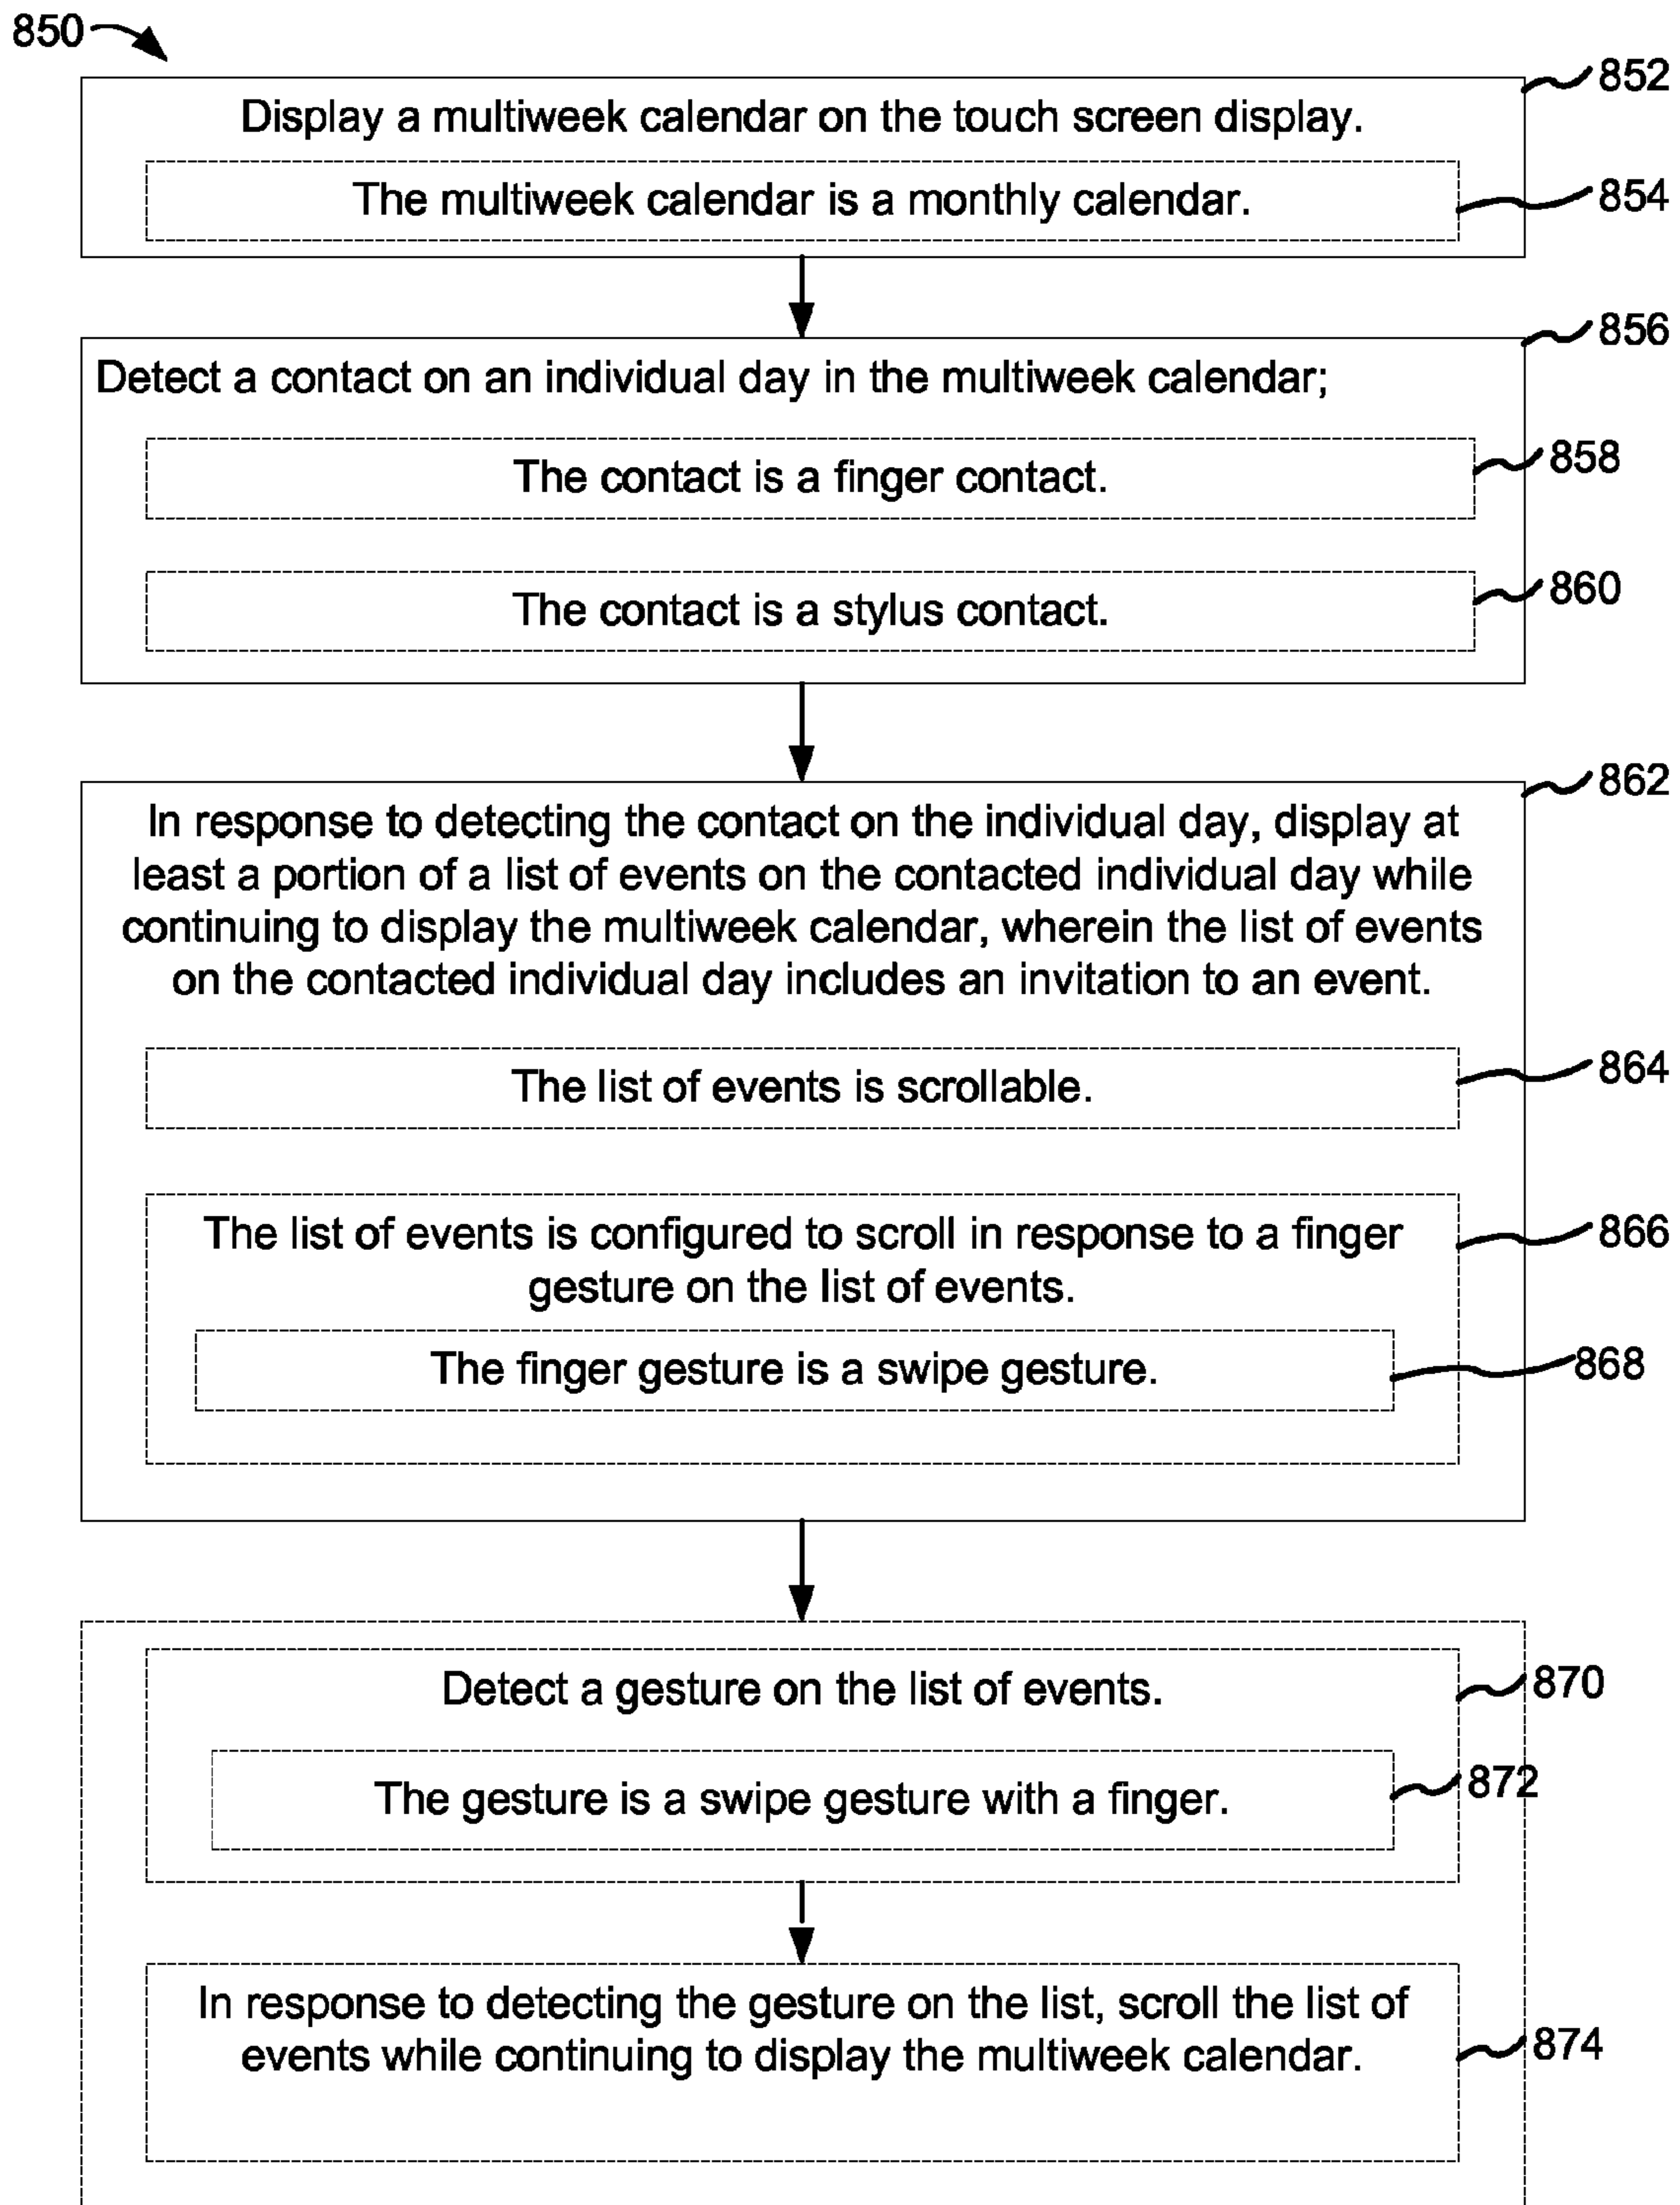 850
852
Display a multiweek calendar on the touch screen display.
The multiweek calendar is a monthly calendar.
854
856
Detect a contact on an individual day in the multiweek calendar;
The contact is a finger contact.
858
The contact is a stylus contact.
860
862
In response to detecting the contact on the individual day, display at
least a portion of a list of events on the contacted individual day while
continuing to display the multiweek calendar, wherein the list of events
on the contacted individual day includes an invitation to an event.
The list of events is scrollable.
864
The list of events is configured to scroll in response to a finger
gesture on the list of events.
866
The finger gesture is a swipe gesture.
868
Detect a gesture on the list of events.
870
The gesture is a swipe gesture with a finger.
872
In response to detecting the gesture on the list, scroll the list of
events while continuing to display the multiweek calendar.
874